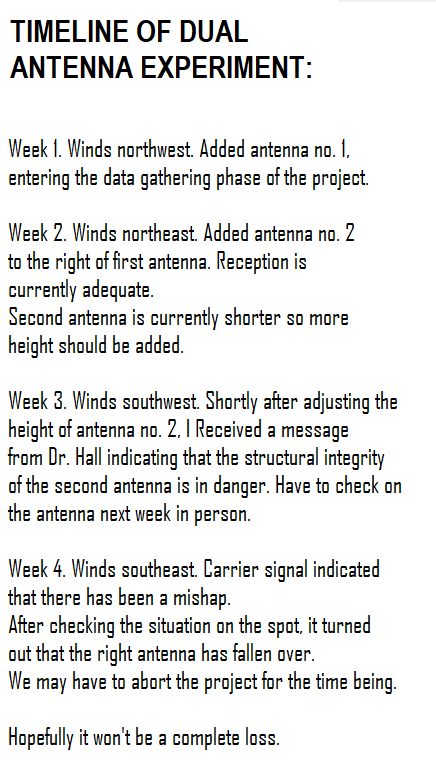 TIMELINE OF DUAL
ANTENNA EXPERIMENT:
Week 1. Winds northwest. Added antenna no. 1,
entering the data gathering phase of the project.
Week 2. Winds northeast. Added antenna no. 2
to the right of first antenna. Reception is
currently adequate.
Second antenna is currently shorter so more
height should be added.
Week 3. Winds southwest. Shortly after adjusting the
height of antenna no. 2, I Received a message
from Dr. Hall indicating that the structural integrity
of the second antenna is in danger. Have to check on
the antenna next week in person.
Week 4. Winds southeast. Carrier signal indicated
that there has been a mishap.
After checking the situation on the spot, it turned
out that the right antenna has fallen over.
We may have to abort the project for the time being.
Hopefully it won't be a complete loss.